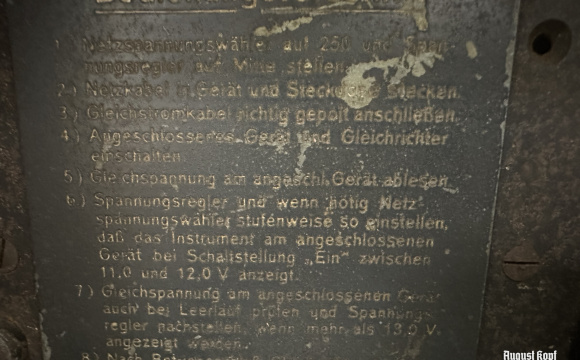 1) Netzspannungswähler auf 250 und Span-
nungsregler auf Mitte stellen.
2) Netzkabel in Gerät und Steckdose stecken.
3) Gleichstromkabel richtig gepolt anschließen.
4) Angeschlossenes Gerät und Gleichrichter
einschalten.
5) Gleichspannung am angeschl. Gerät ablesen.
6) Spannungsregler und wenn nötig Netz-
spannungswähler stufenweise so einstellen,
daß das Instrument am angeschlossenen
Gerät bei Schaltstellung „Ein" zwischen
11.0 und 12.0 V anzeigt.
7) Gleichspannung am angeschlossenen Gerät
auch bei Leerlauf prüfen und Spannungs-
regler nachstellen, wenn mehr als 13,5 V.
angezeigt werden.
8) Nach
August Kopf